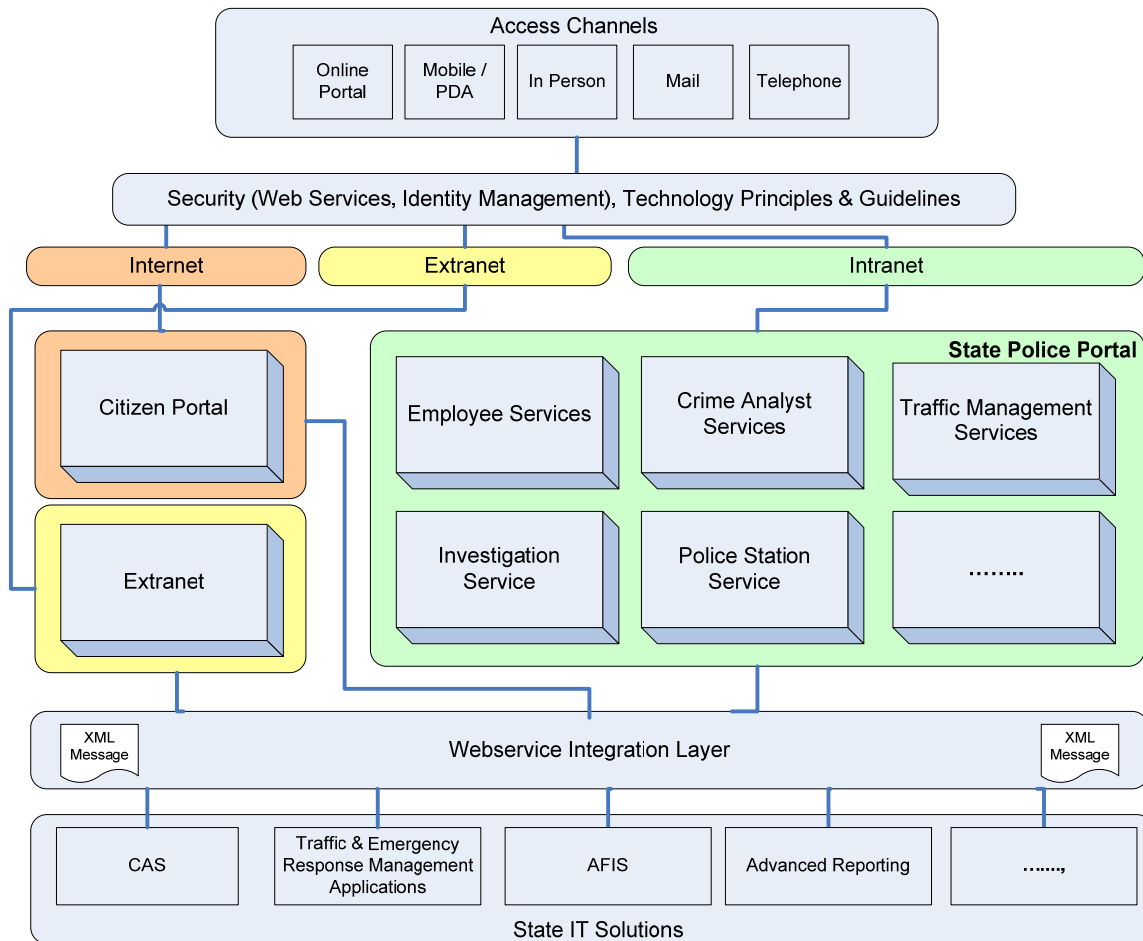 Access Channels
Online
Portal
Mobile /
PDA
In Person
Mail
Telephone
Security (Web Services, Identity Management), Technology Principles & Guidelines
Internet
Extranet
Intranet
State Police Portal
Citizen Portal
Employee Services
Crime Analyst
Services
Traffic Management
Services
Extranet
Investigation
Service
Police Station
Service
........
XML
Message
Webservice Integration Layer
XML
Message
CAS
Traffic & Emergency
Response Management
Applications
AFIS
Advanced Reporting
.......,
State IT Solutions